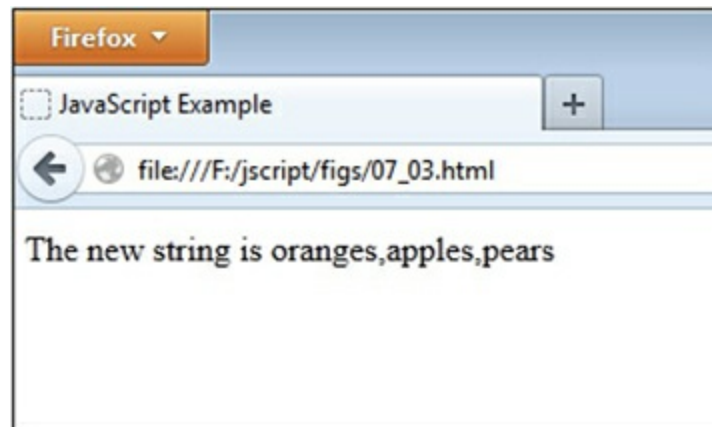 Firefox
JavaScript Example
file:///F:/jscript/figs/07_03.html
The new string is oranges,apples,pears